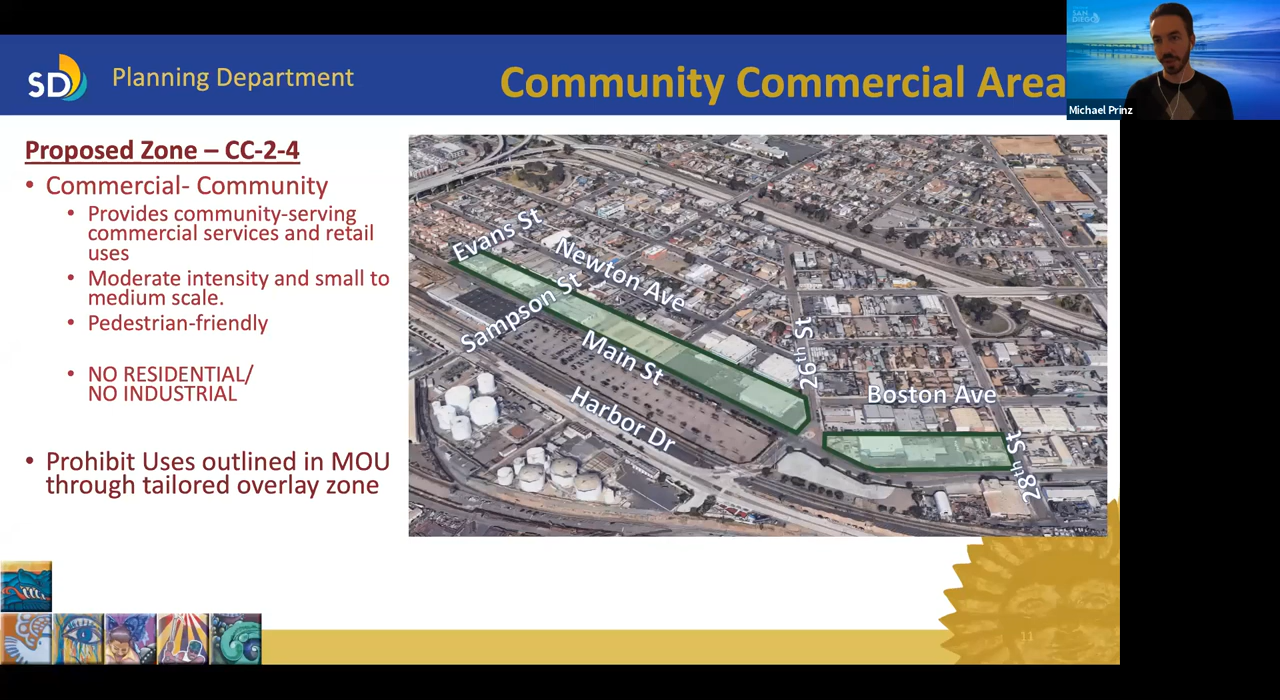 SD
Planning Department
Community Commercial Area
SAN
DIEGO
Michael Prinz
Proposed Zone – CC-2-4
• Commercial- Community
• Provides community-serving
commercial services and retail
uses
• Moderate intensity and small to
medium scale.
• Pedestrian-friendly
• NO RESIDENTIAL/
NO INDUSTRIAL
• Prohibit Uses outlined in MOU
through tailored overlay zone
Evans St
Newton Ave
Sampson St
Main St
Harbor Dr
26th St
Boston Ave
28th St
11